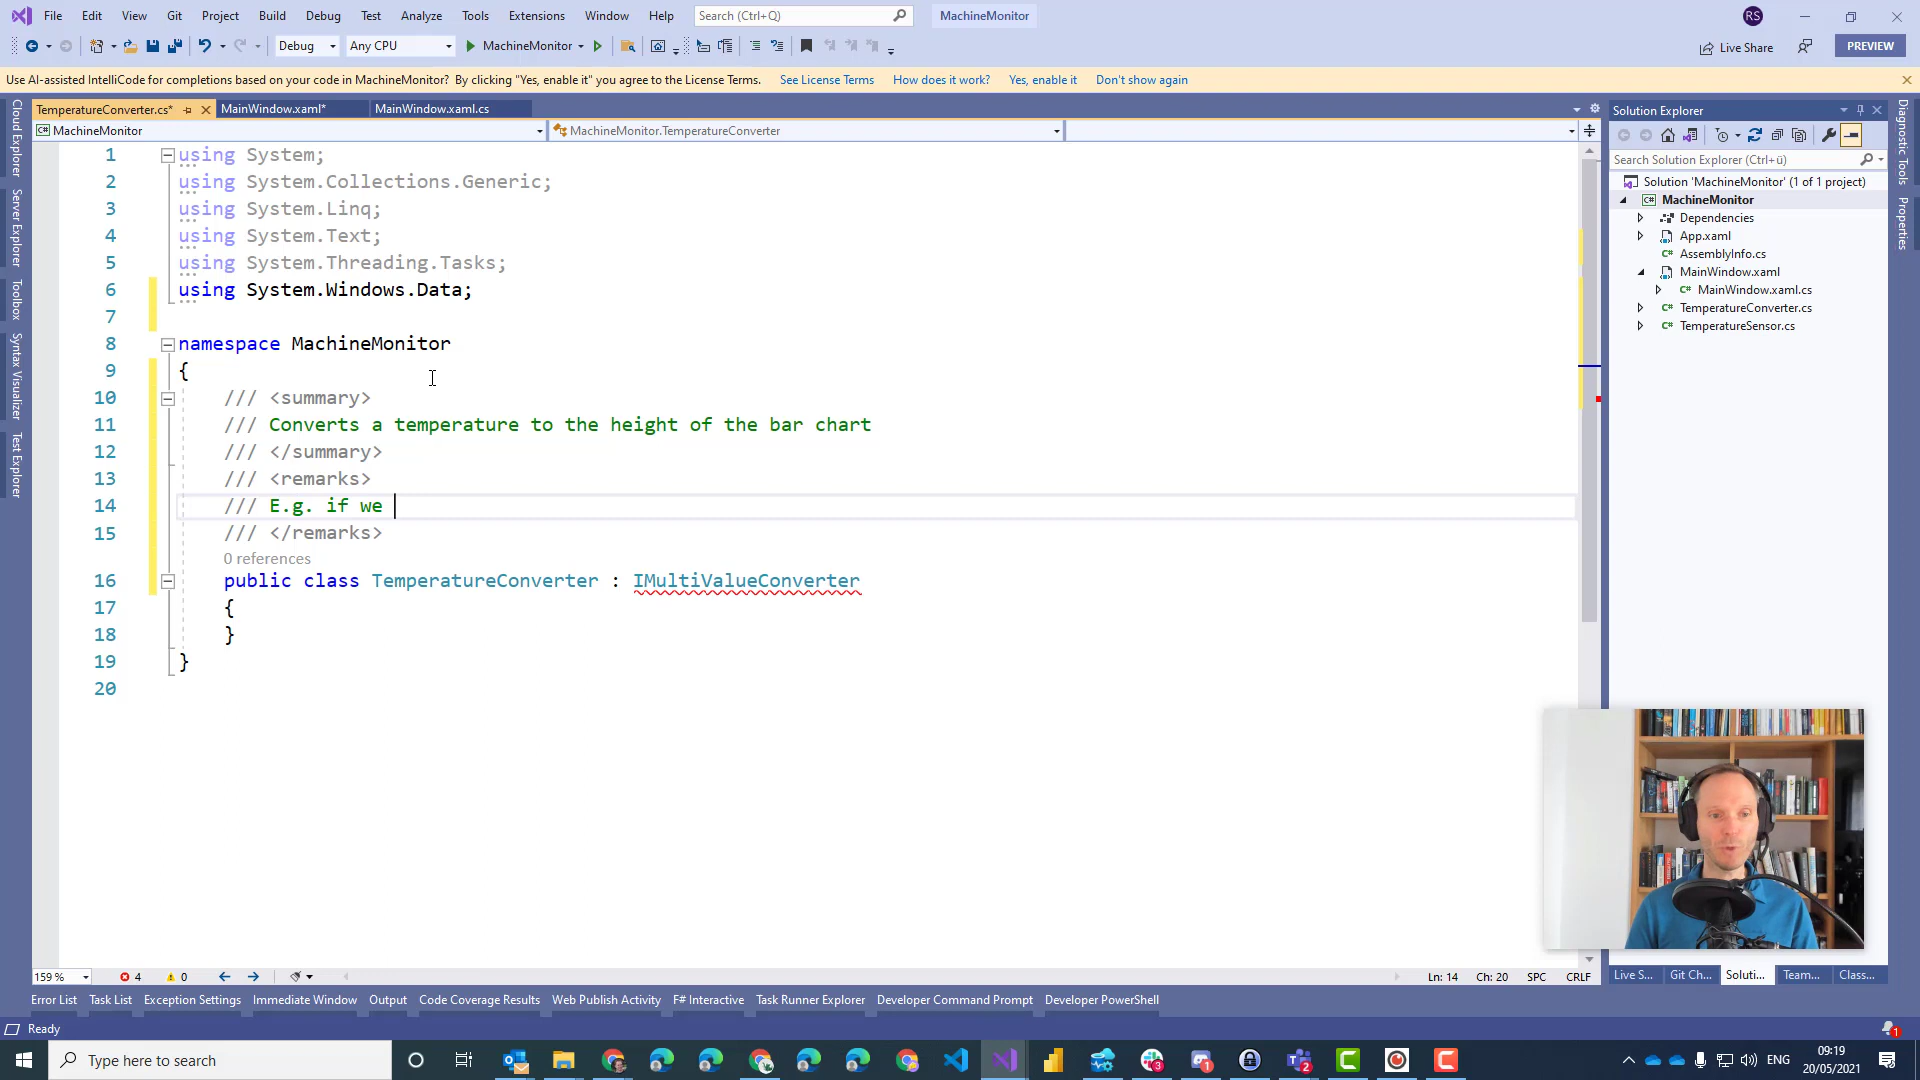 File Edit View Git Project Build Debug Test Analyze Tools Extensions Window Help Search (Ctrl+Q) MachineMonitor RS
Debug Any CPU MachineMonitor Live Share PREVIEW
Use AI-assisted IntelliCode for completions based on your code in MachineMonitor? By clicking "Yes, enable it" you agree to the License Terms. See License Terms How does it work? Yes, enable it Don't show again
TemperatureConverter.cs* MainWindow.xaml* MainWindow.xaml.cs
MachineMonitor MachineMonitor.TemperatureConverter
Cloud Explorer
Server Explorer
Toolbox
Syntax Visualizer
Test Explorer
1 using System;
2 using System.Collections.Generic;
3 using System.Linq;
4 using System.Text;
5 using System.Threading.Tasks;
6 using System.Windows.Data;
7
8 namespace MachineMonitor
9 {
10 /// <summary>
11 /// Converts a temperature to the height of the bar chart
12 /// </summary>
13 /// <remarks>
14 /// E.g. if we
15 /// </remarks>
0 references
16 public class TemperatureConverter : IMultiValueConverter
17 {
18 }
19 }
20
Solution Explorer
Search Solution Explorer (Ctrl+ü)
Solution 'MachineMonitor' (1 of 1 project)
C# MachineMonitor
Dependencies
App.xaml
C# AssemblyInfo.cs
MainWindow.xaml
C# MainWindow.xaml.cs
C# TemperatureConverter.cs
C# TemperatureSensor.cs
Diagnostic Tools
Properties
159 % 4 0 Ln: 14 Ch: 20 SPC CRLF
Live S... Git Ch... Soluti... Team... Class...
Error List Task List Exception Settings Immediate Window Output Code Coverage Results Web Publish Activity F# Interactive Task Runner Explorer Developer Command Prompt Developer PowerShell
Ready 1
Type here to search ENG 09:19
20/05/2021